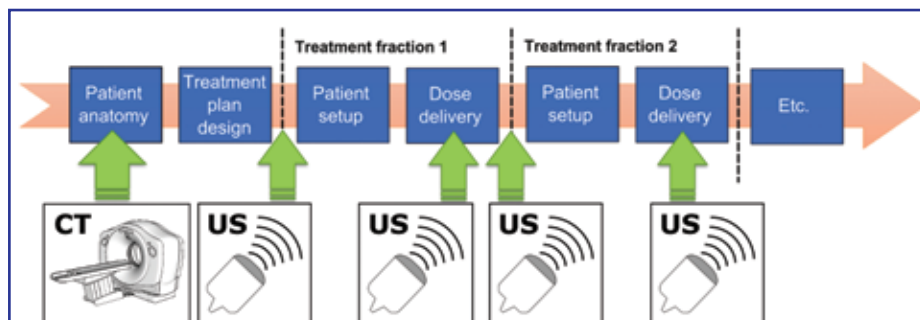 Treatment fraction 1
Treatment fraction 2
Patient
anatomy
Treatment
plan
design
Patient
setup
Dose
delivery
Patient
setup
Dose
delivery
Etc.
CT
US
US
US
US